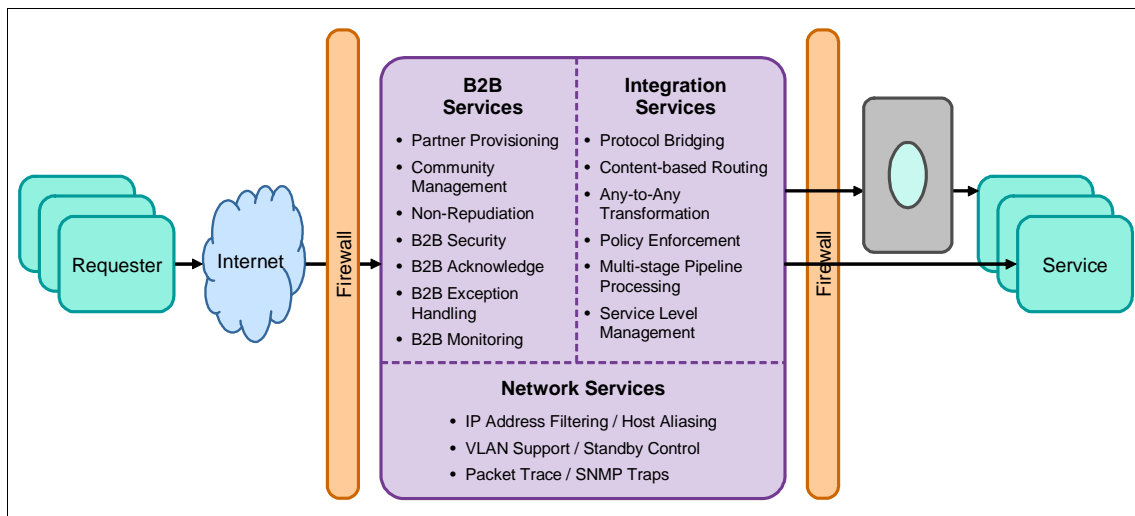 Requester
Internet
Firewall
B2B
Services
• Partner Provisioning
• Community
Management
• Non-Repudiation
• B2B Security
• B2B Acknowledge
• B2B Exception
Handling
• B2B Monitoring
Integration
Services
• Protocol Bridging
• Content-based Routing
• Any-to-Any
Transformation
• Policy Enforcement
• Multi-stage Pipeline
Processing
• Service Level
Management
Network Services
• IP Address Filtering / Host Aliasing
• VLAN Support / Standby Control
• Packet Trace / SNMP Traps
Firewall
Service